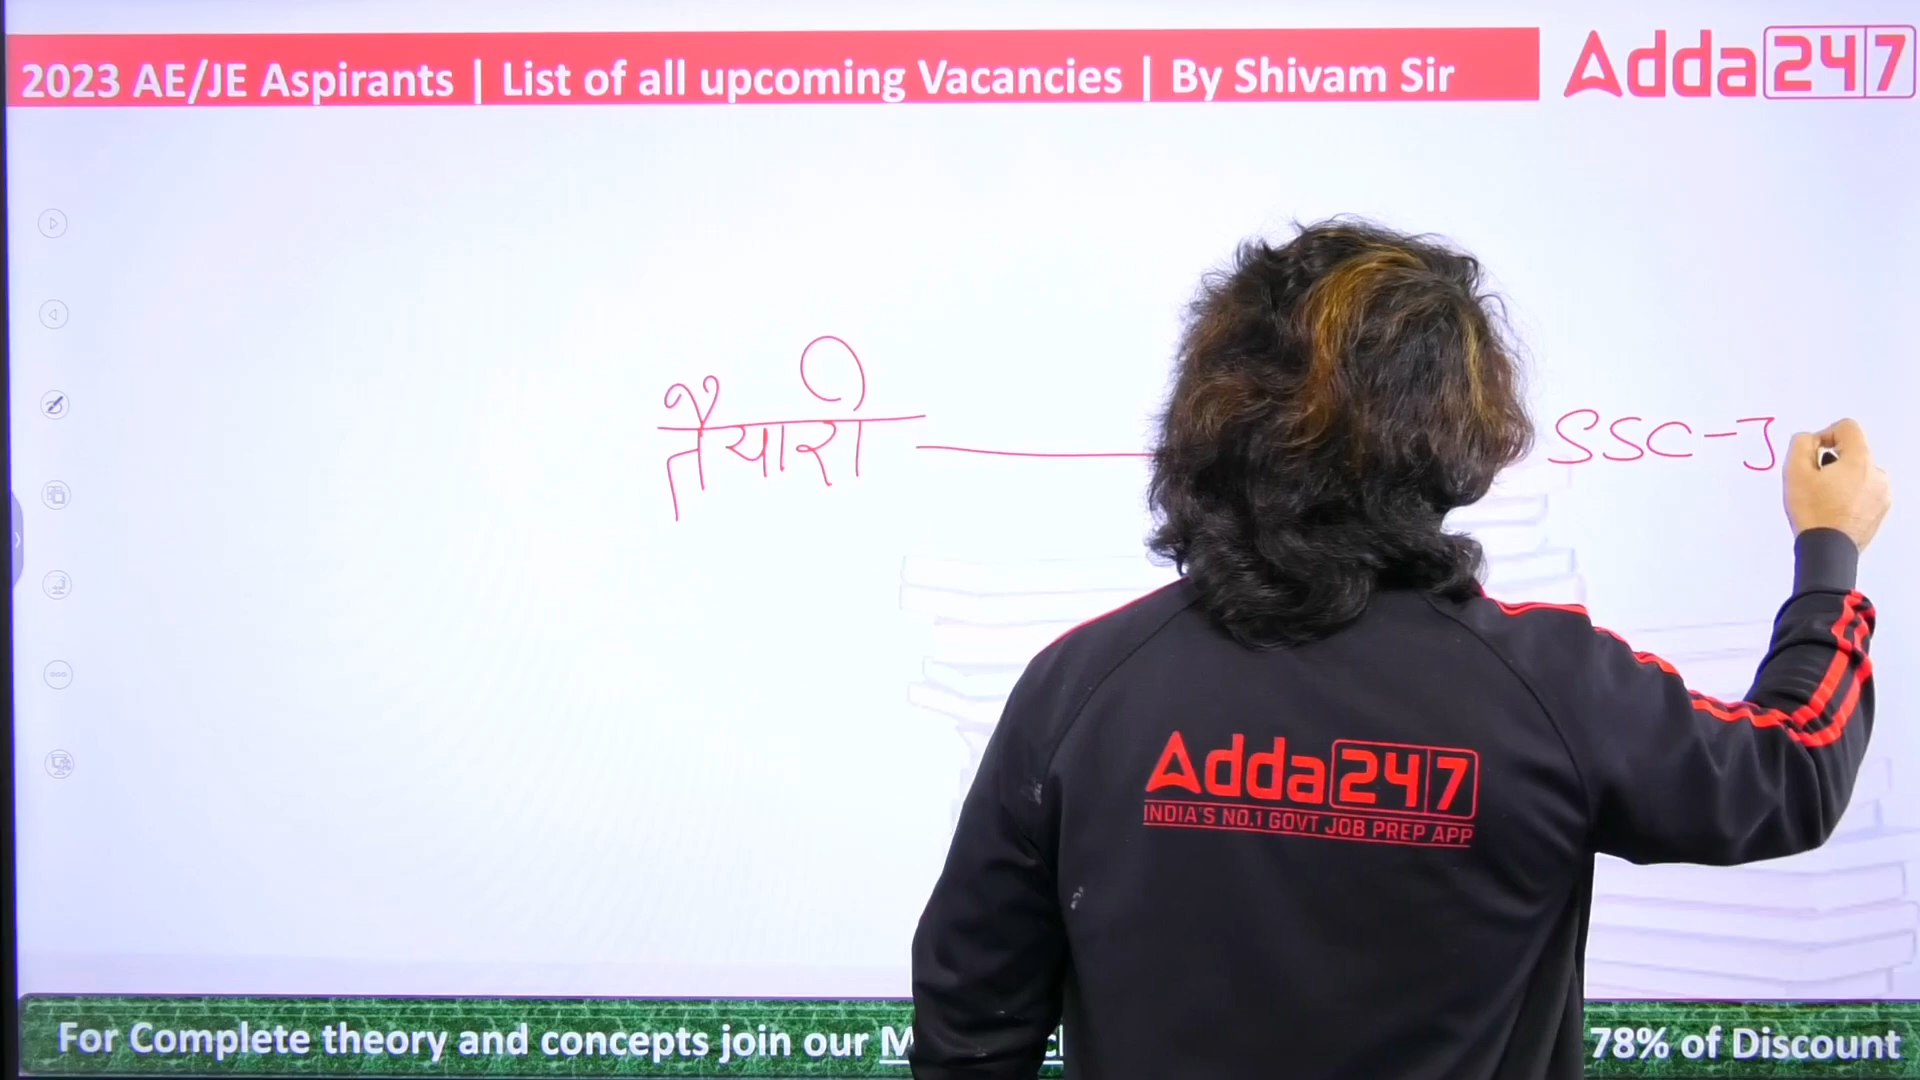 2023 AE/JE Aspirants | List of all upcoming Vacancies | By Shivam Sir
Adda247
तैयारी
SSC-J
Adda247
INDIA'S NO.1 GOVT JOB PREP APP
For Complete theory and concepts join our
78% of Discount